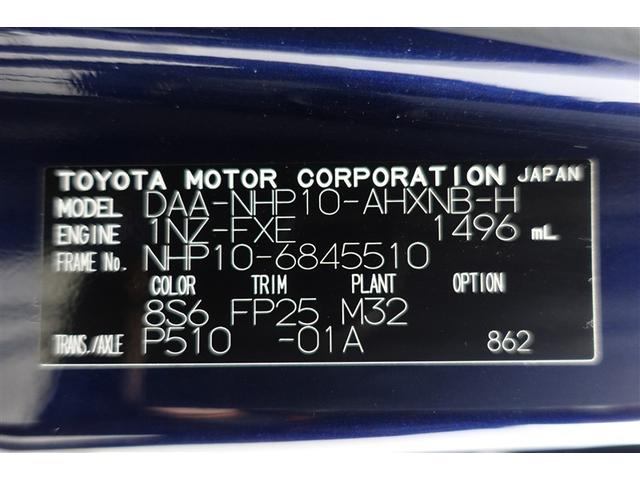 TOYOTA MOTOR CORPORATION JAPAN
MODEL DAA-NHP10-AHXNB-H
ENGINE 1NZ-FXE 1496 mL
FRAME No. NHP10-6845510
COLOR TRIM PLANT OPTION
8S6 FP25 M32
TRANS./AXLE P510 -01A 862